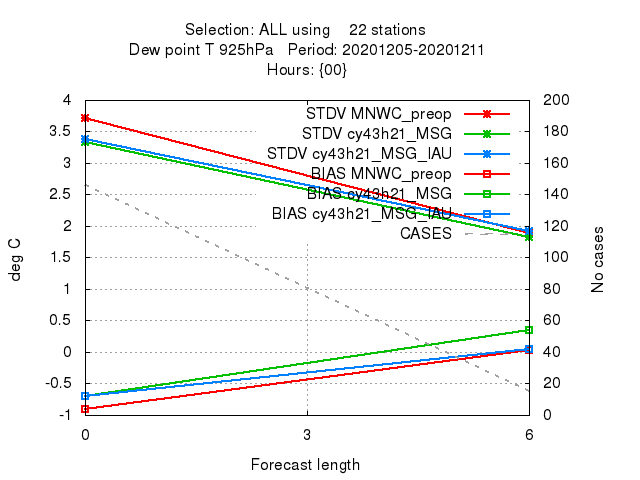 Selection: ALL using    22 stations
Dew point T 925hPa   Period: 20201205-20201211
Hours: {00}
4
3.5
3
2.5
2
1.5
1
0.5
0
-0.5
-1
200
180
160
140
120
100
80
60
40
20
0
STDV MNWC_preop
STDV cy43h21_MSG
STDV cy43h21_MSG_IAU
BIAS MNWC_preop
BIAS cy43h21_MSG
BIAS cy43h21_MSG_IAU
CASES
deg C
No cases
0 3 6
Forecast length